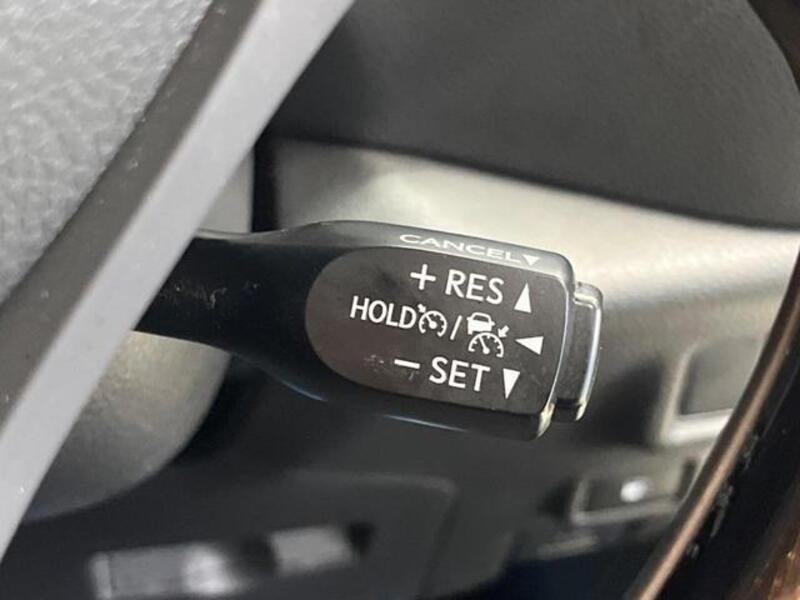 CANCEL▼
+ RES ▲
HOLD / ◄
− SET ▼